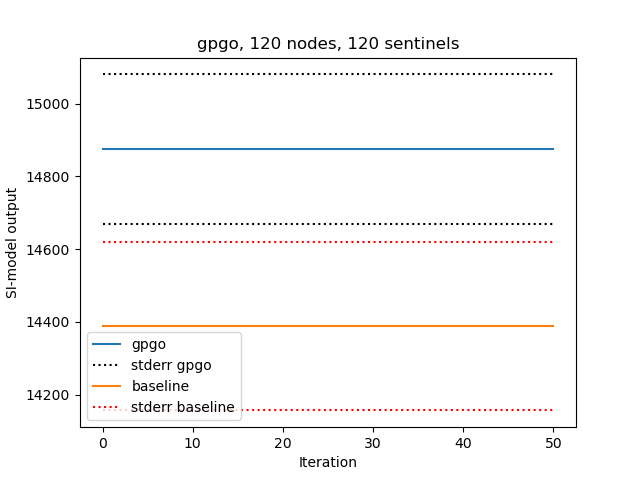 gpgo, 120 nodes, 120 sentinels
15000
14800
14600
14400
14200
SI-model output
gpgo
stderr gpgo
baseline
stderr baseline
0 10 20 30 40 50
Iteration